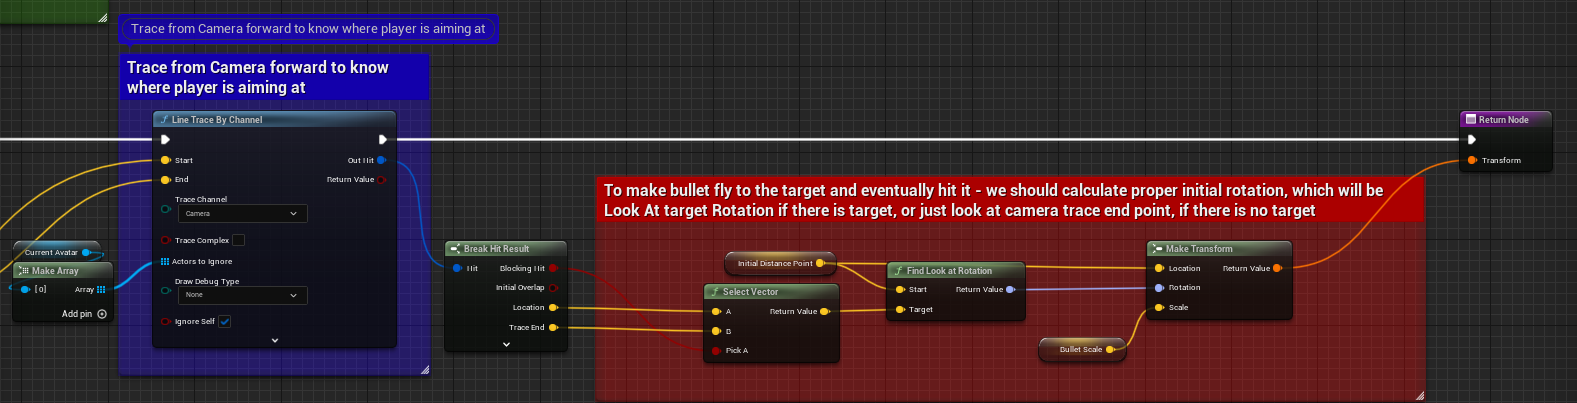 Trace from Camera forward to know where player is aiming at
Trace from Camera forward to know
where player is aiming at
Line Trace By Channel
Start
Out Hit
End
Return Value
Trace Channel
Camera
Trace Complex
Actors to Ignore
Draw Debug Type
None
Ignore Self
Current Avatar
Make Array
[0]
Array
Add pin
Break Hit Result
Hit
Blocking Hit
Initial Overlap
Location
Trace End
To make bullet fly to the target and eventually hit it - we should calculate proper initial rotation, which will be
Look At target Rotation if there is target, or just look at camera trace end point, if there is no target
Initial Distance Point
Select Vector
A
Return Value
B
Pick A
Find Look at Rotation
Start
Return Value
Target
Bullet Scale
Make Transform
Location
Return Value
Rotation
Scale
Return Node
Transform